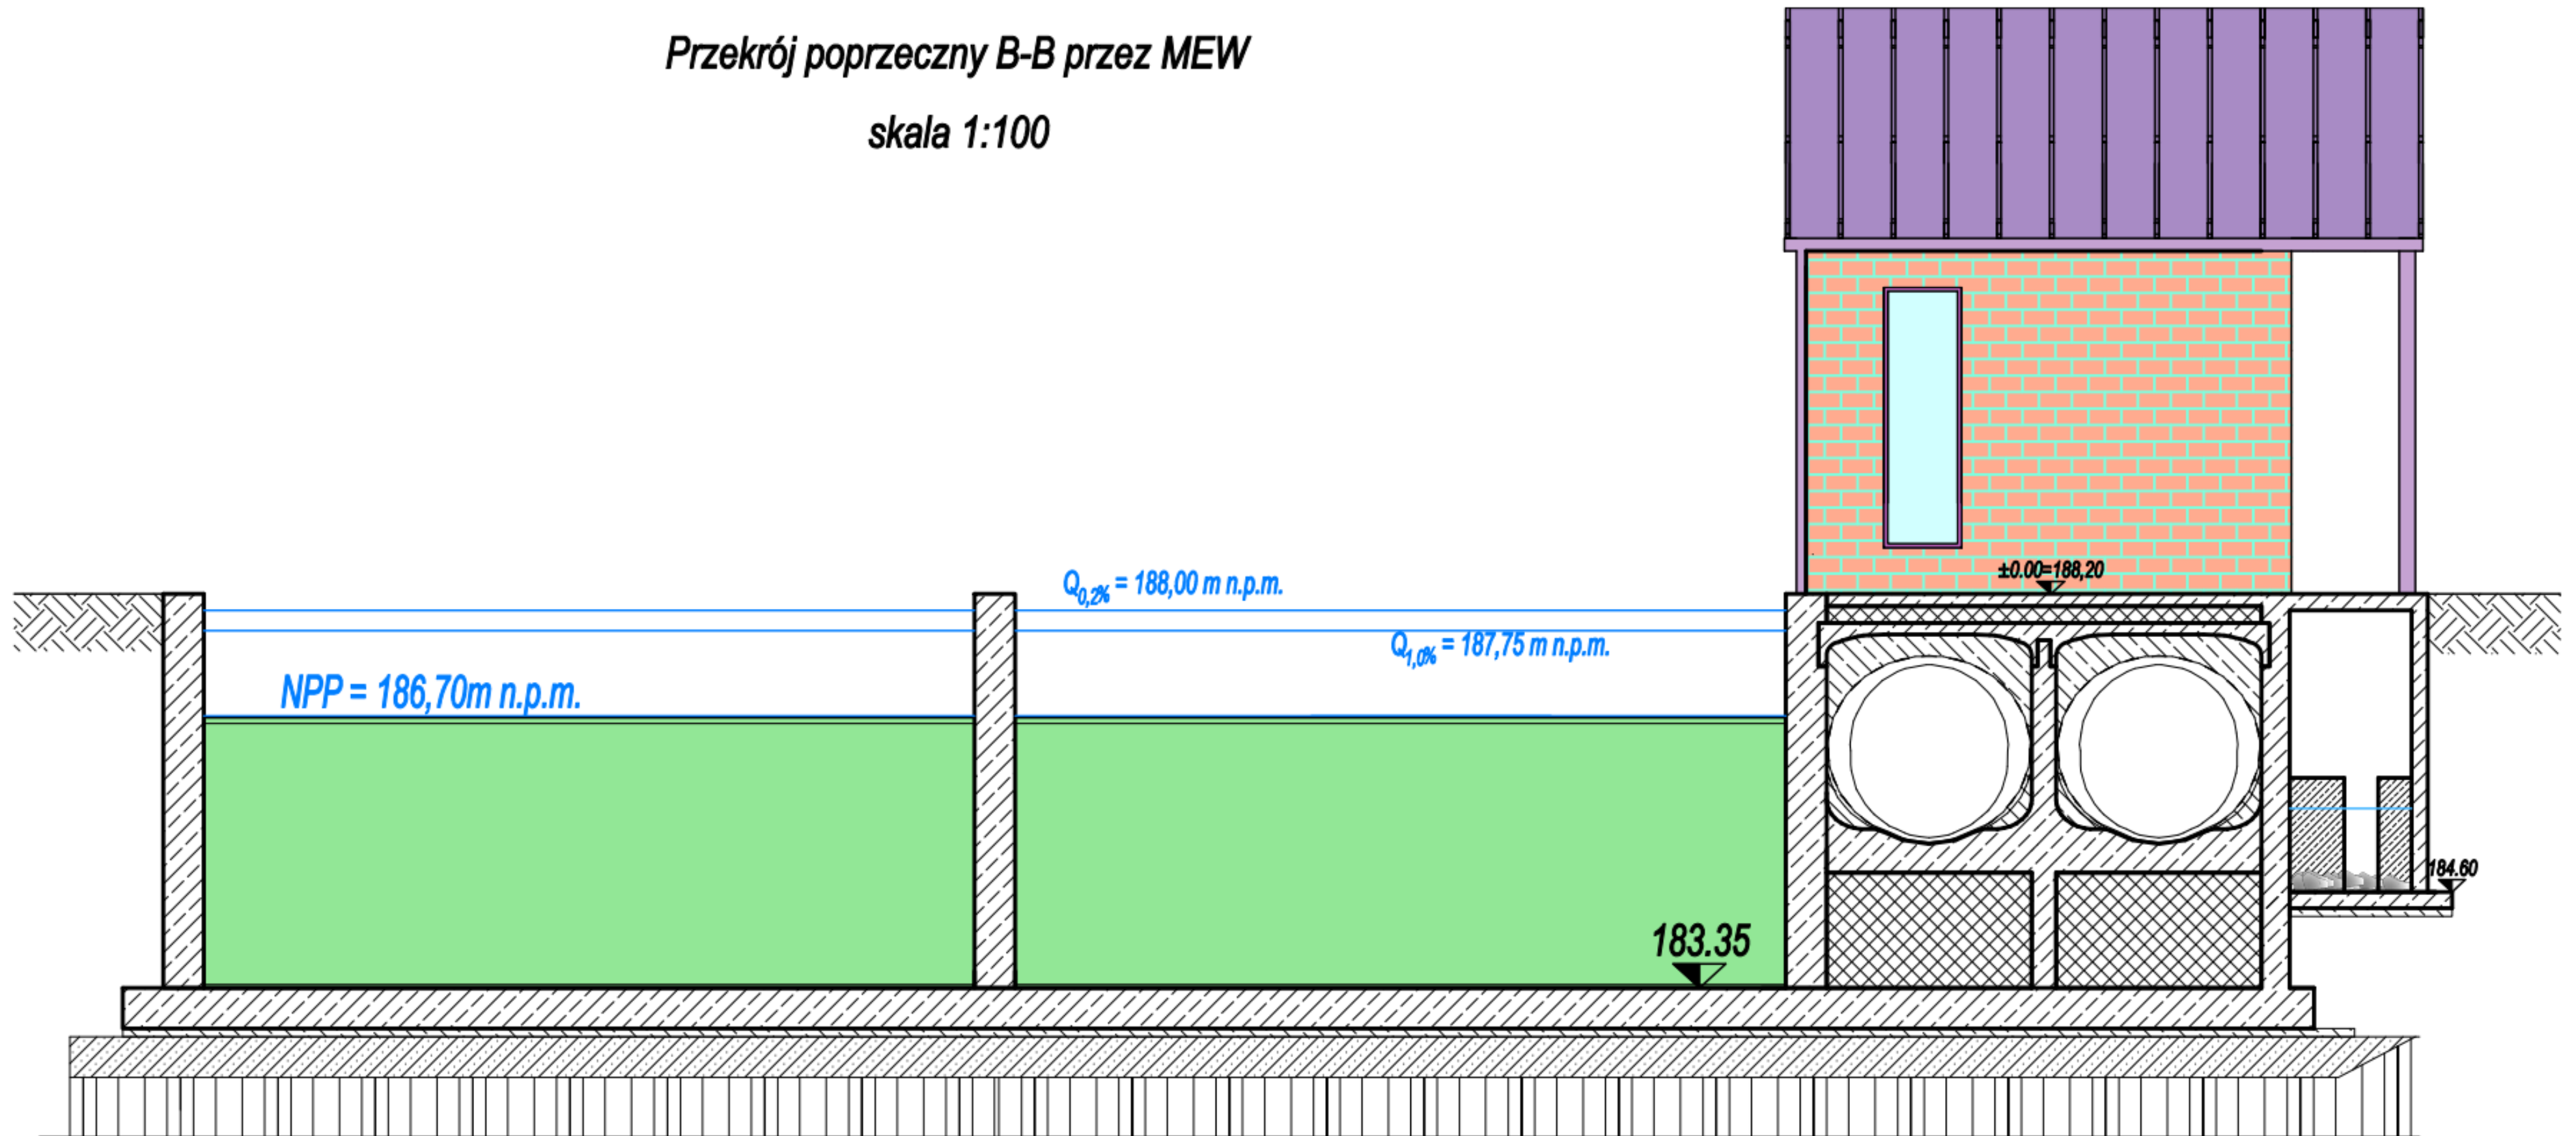 Przekrój poprzeczny B-B przez MEW
skala 1:100
Q0,2% = 188,00 m n.p.m.
±0.00=188,20
Q1,0% = 187,75 m n.p.m.
NPP = 186,70m n.p.m.
184.60
183.35